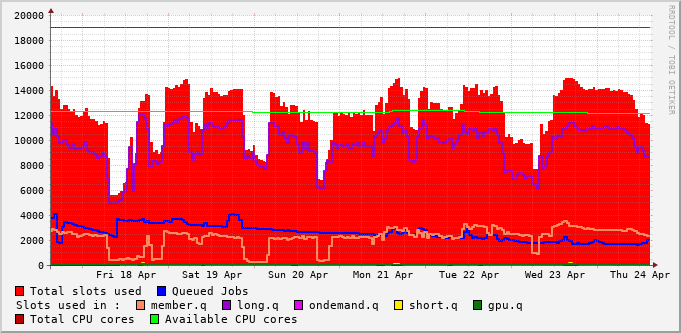 20000
18000
16000
14000
12000
10000
8000
6000
4000
2000
0
Fri 18 Apr Sat 19 Apr Sun 20 Apr Mon 21 Apr Tue 22 Apr Wed 23 Apr Thu 24 Apr
Total slots used Queued Jobs
Slots used in : member.q long.q ondemand.q short.q gpu.q
Total CPU cores Available CPU cores
RRDTOOL / TOBI OETIKER